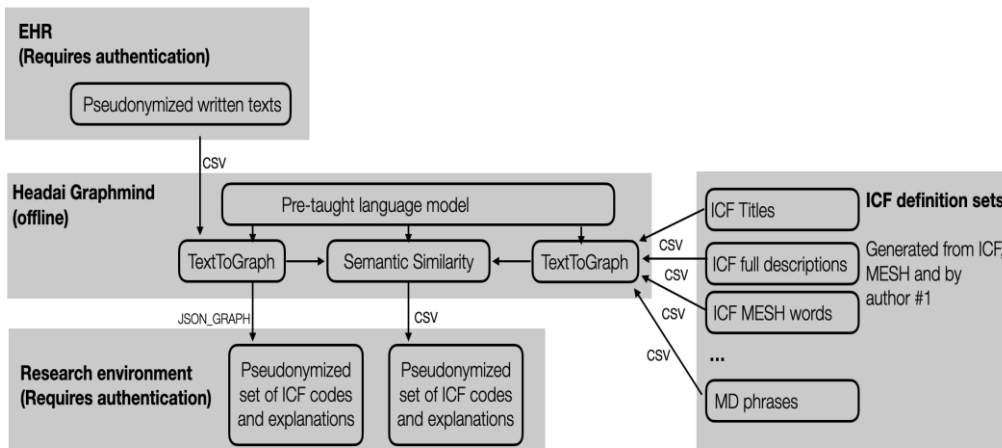 EHR
(Requires authentication)
Pseudonymized written texts
CSV
Headai Graphmind
(offline)
Pre-taught language model
TextToGraph
Semantic Similarity
TextToGraph
JSON_GRAPH
CSV
Research environment
(Requires authentication)
Pseudonymized
set of ICF codes
and explanations
Pseudonymized
set of ICF codes
and explanations
ICF definition sets
Generated from ICF,
MESH and by
author #1
ICF Titles
CSV
ICF full descriptions
CSV
ICF MESH words
CSV
...
CSV
MD phrases